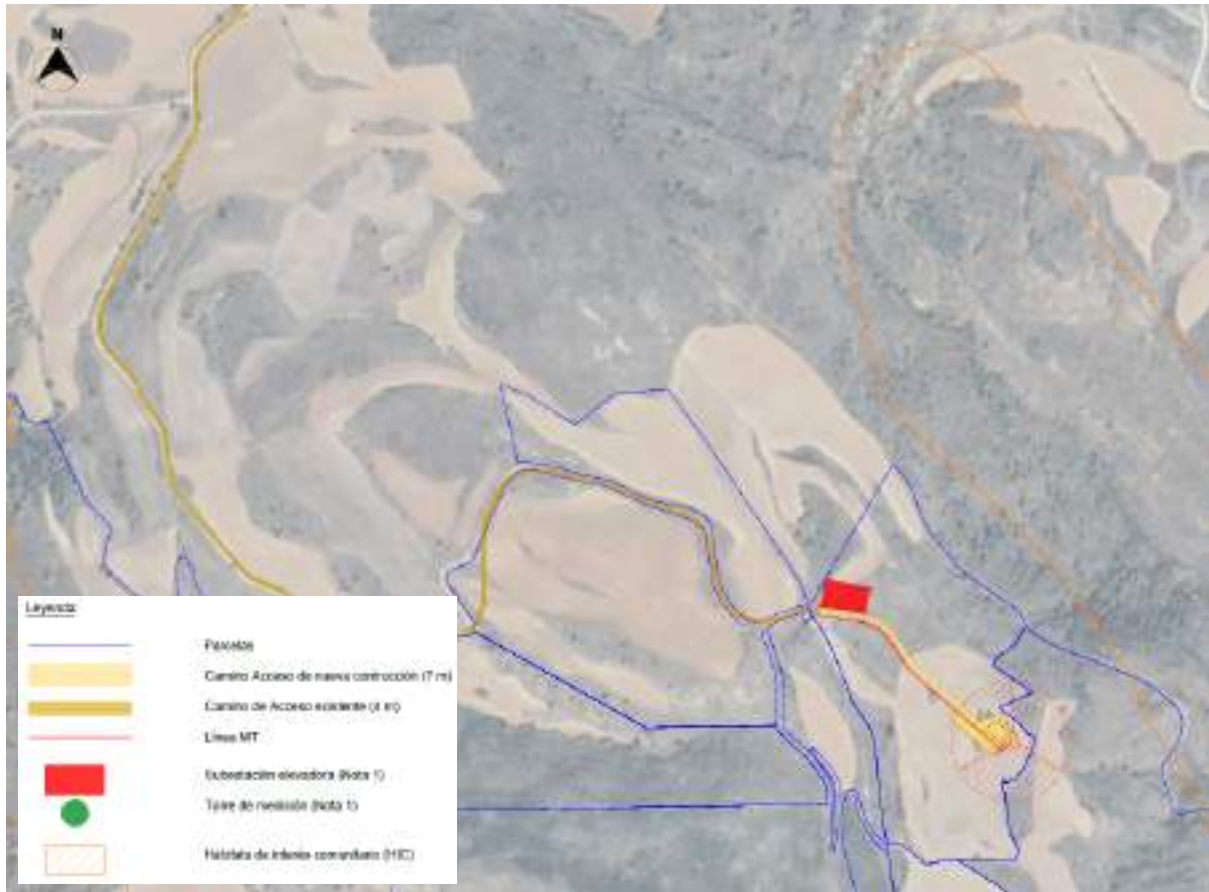 N
Leyenda:
Parcelas
Camino Acceso de nueva contrucción (7 m)
Camino de Acceso existente (4 m)
Línea MT
Subestación elevadora (Nota 1)
Torre de medición (Nota 1)
Hábitats de interés comunitario (HIC)